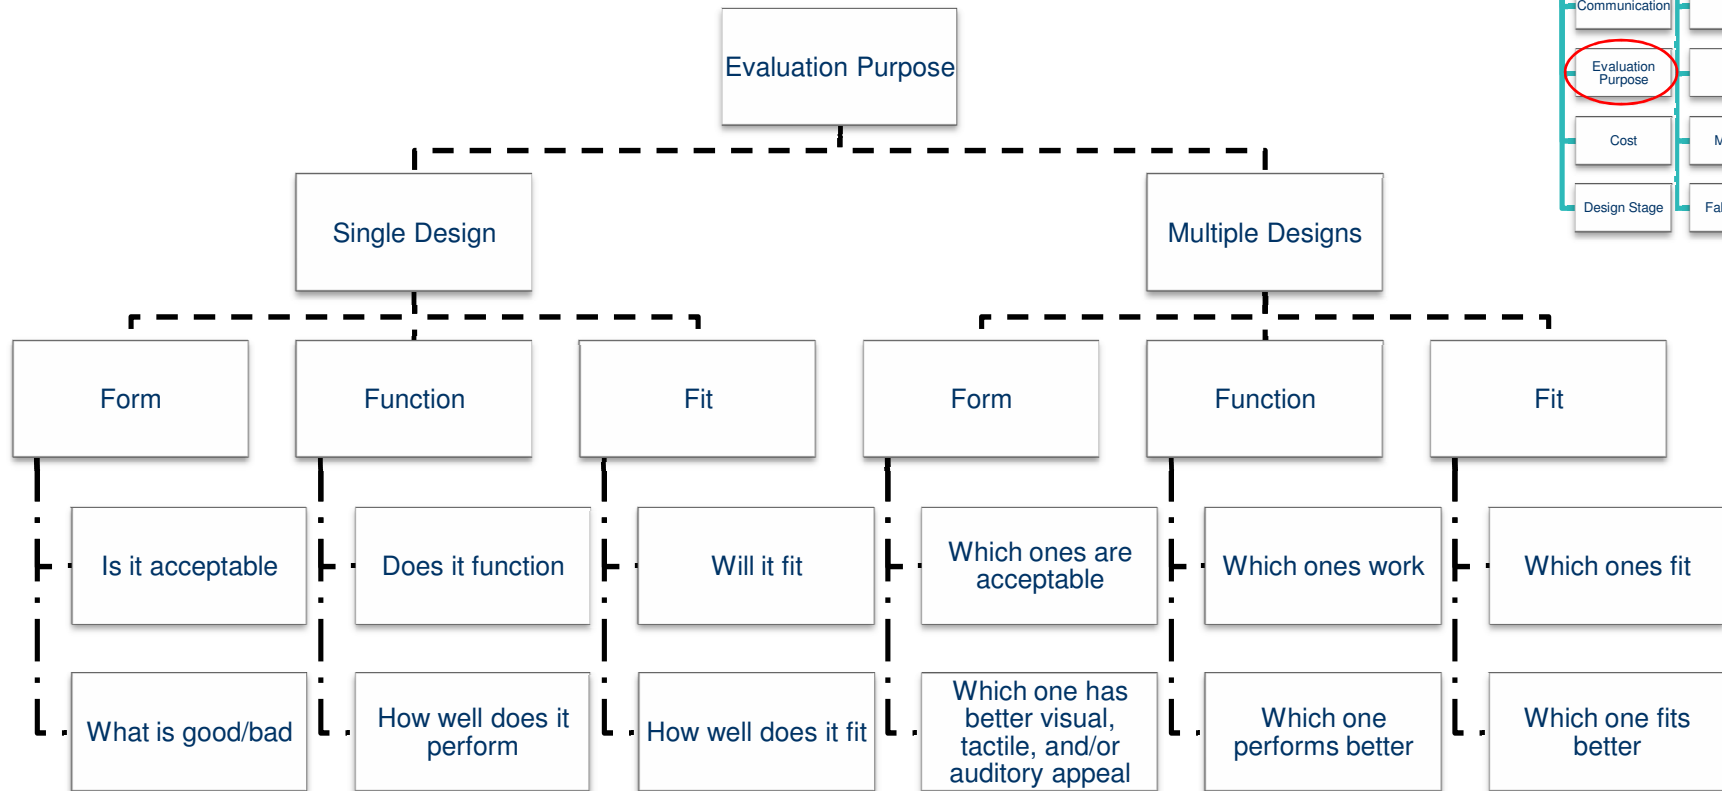 Communication
Evaluation Purpose
Evaluation
Purpose
Cost
M
Design Stage
Fal
Single Design
Multiple Designs
Form
Function
Fit
Form
Function
Fit
Is it acceptable
Does it function
Will it fit
Which ones are
acceptable
Which ones work
Which ones fit
What is good/bad
How well does it
perform
How well does it fit
Which one has
better visual,
tactile, and/or
auditory appeal
Which one
performs better
Which one fits
better